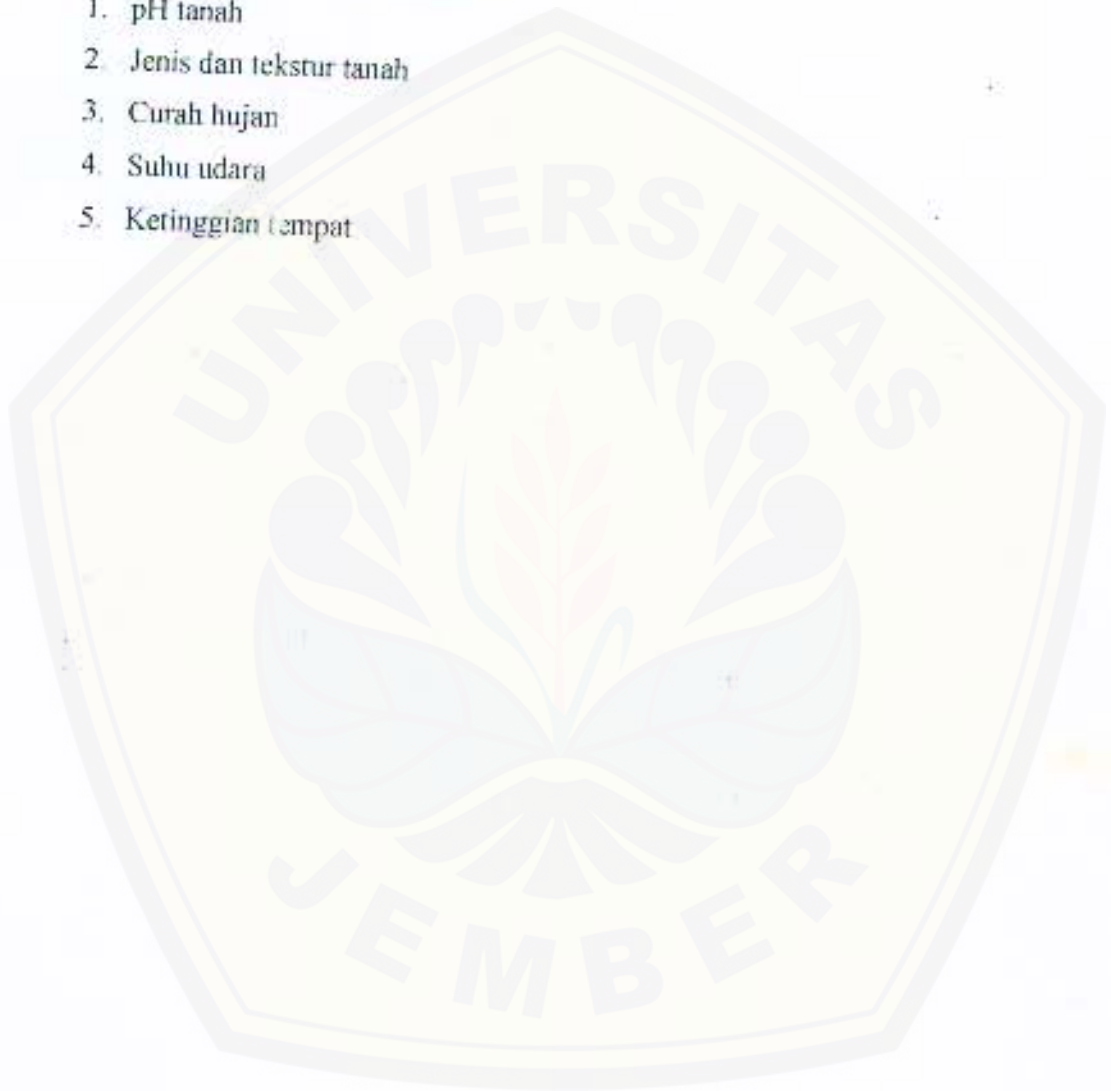 1. pH tanah
2. Jenis dan tekstur tanah
3. Curah hujan
4. Suhu udara
5. Ketinggian tempat
UNIVERSITAS
JEMBER